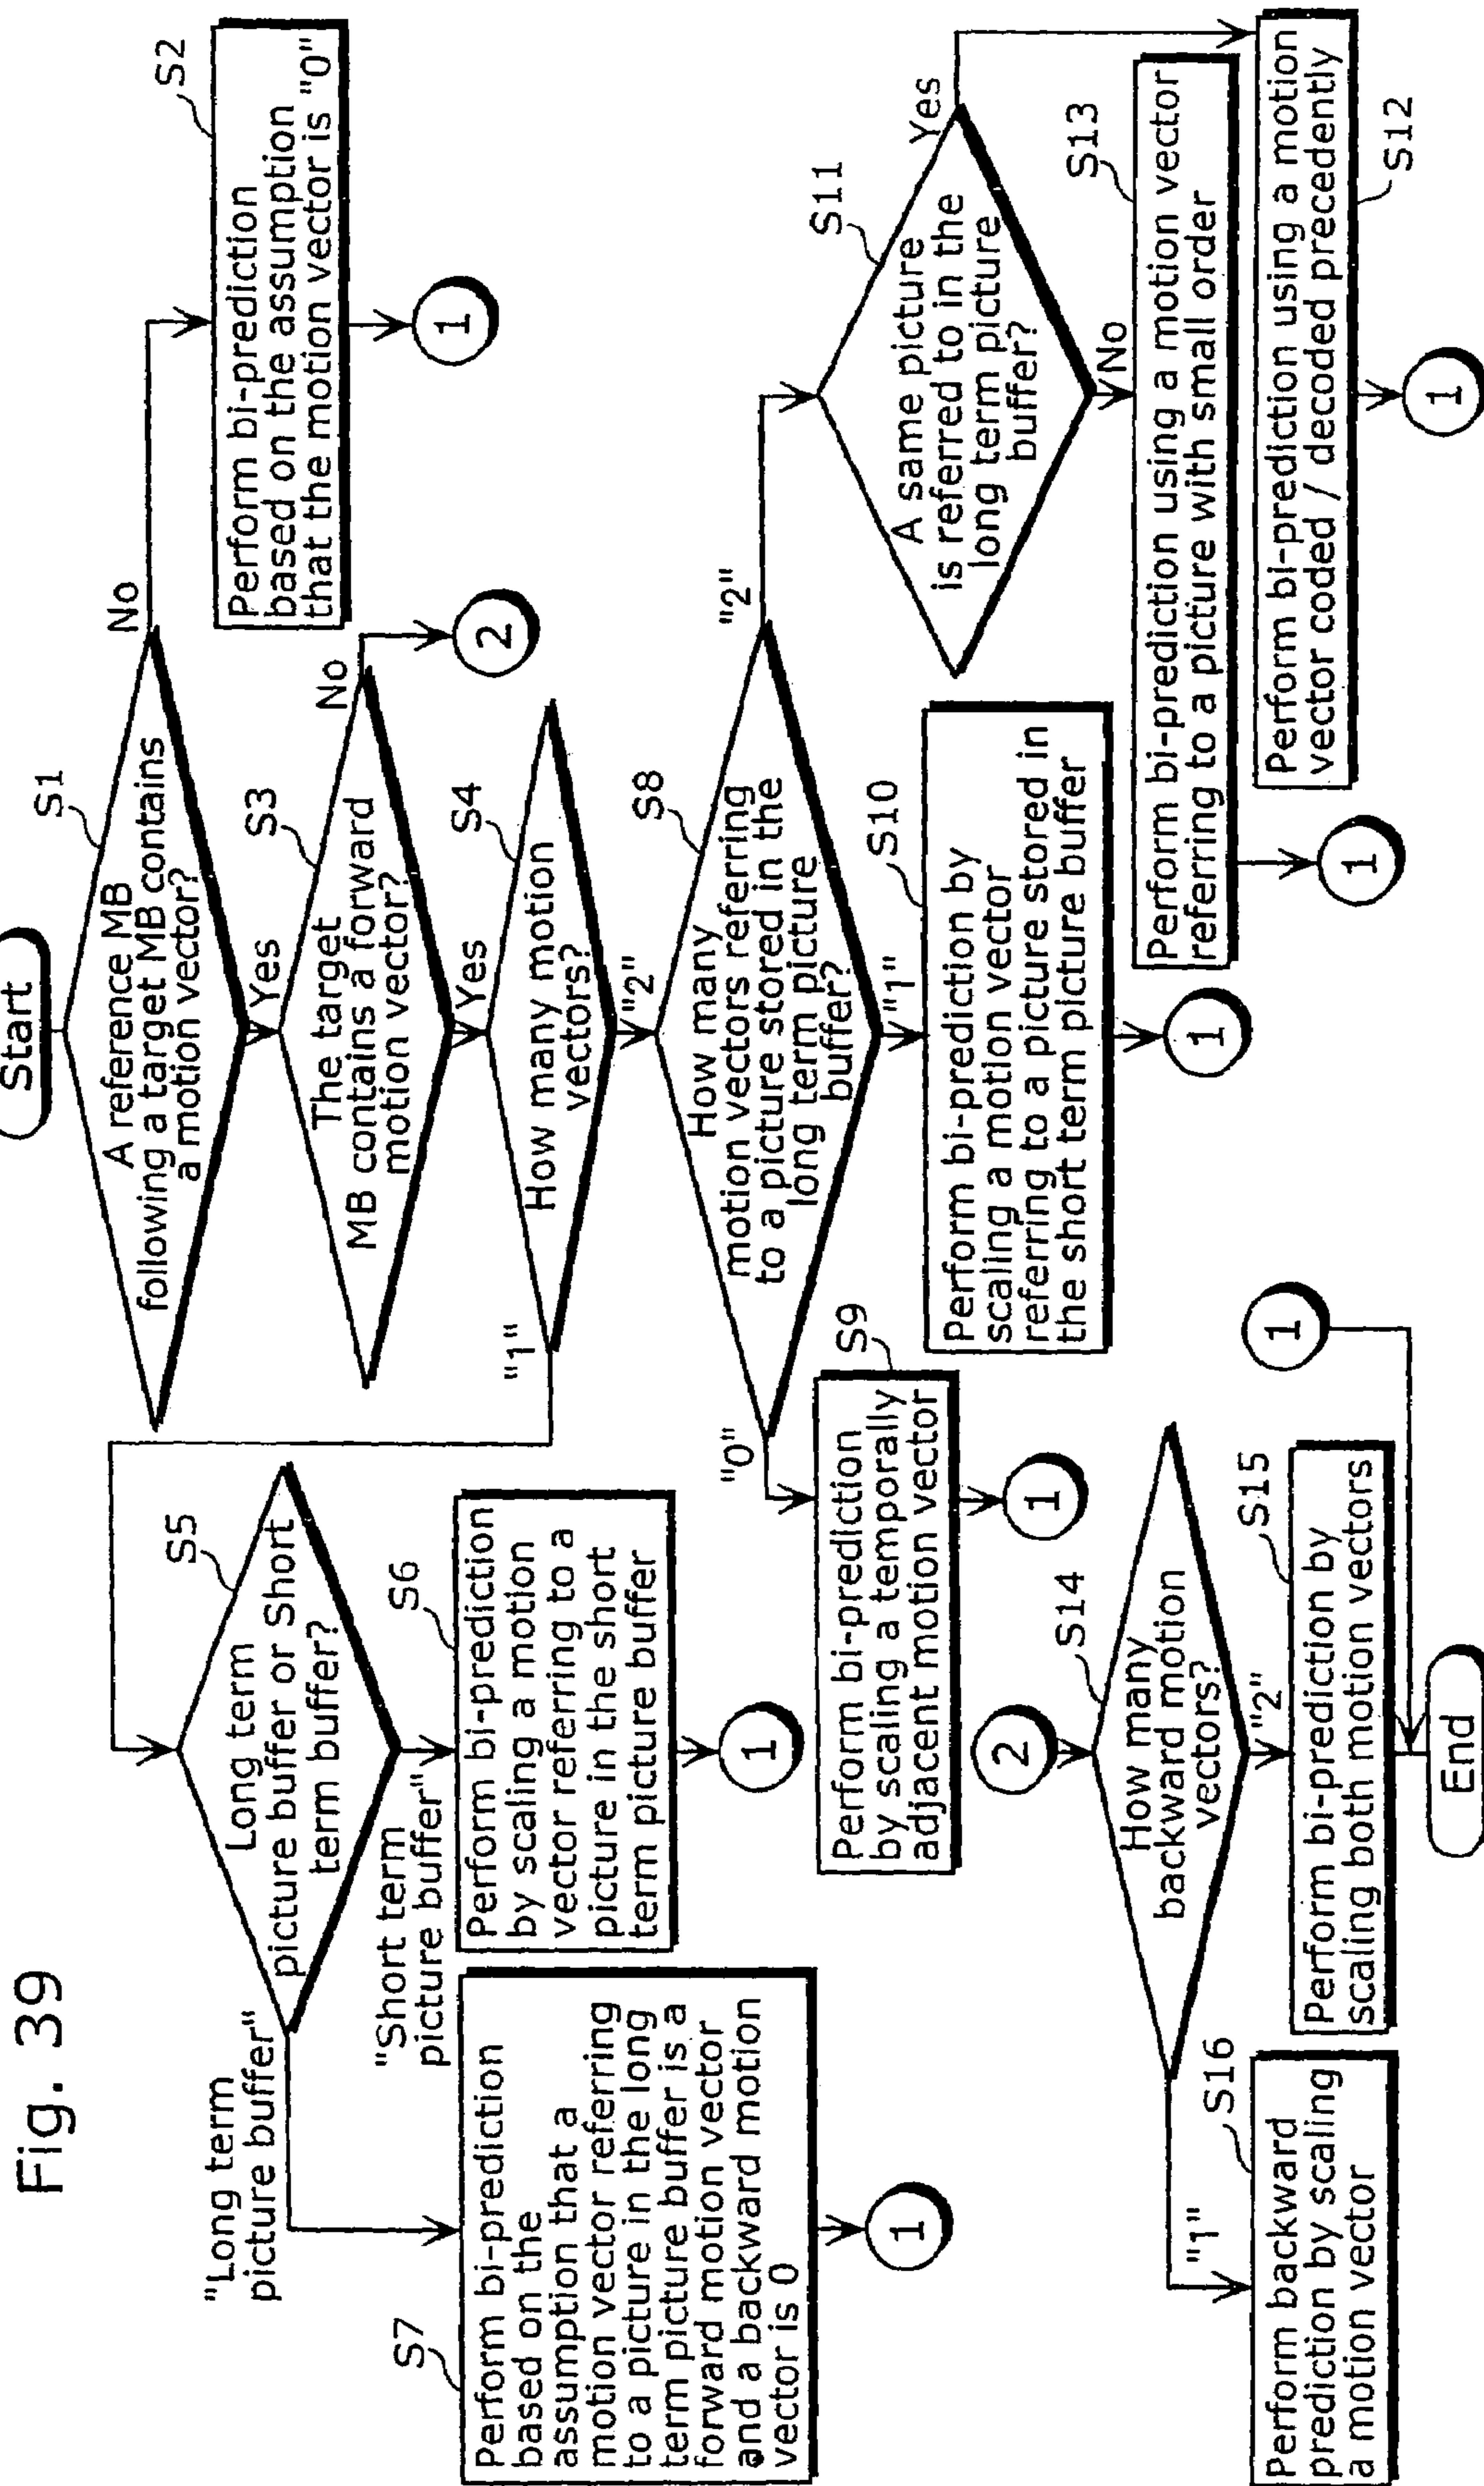 Fig. 39
Start
S1
A reference MB
following a target MB contains
a motion vector?
No
Yes
S2
Perform bi-prediction
based on the assumption
that the motion vector is "0"
1
S3
The target
MB contains a forward
motion vector?
No
2
Yes
S4
How many motion
vectors?
"1"
"2"
S5
Long term
picture buffer or Short
term buffer?
"Long term
picture buffer"
"Short term
picture buffer"
S6
Perform bi-prediction
by scaling a motion
vector referring to a
picture in the short
term picture buffer
1
S7
Perform bi-prediction
based on the
assumption that a
motion vector referring
to a picture in the long
term picture buffer is a
forward motion vector
and a backward motion
vector is 0
1
S8
How many
motion vectors referring
to a picture stored in the
long term picture
buffer?
"0"
"1"
"2"
S9
Perform bi-prediction
by scaling a temporally
adjacent motion vector
1
S10
Perform bi-prediction by
scaling a motion vector
referring to a picture stored in
the short term picture buffer
1
S11
A same picture
is referred to in the
long term picture
buffer?
Yes
No
S13
Perform bi-prediction using a motion vector
referring to a picture with small order
1
Perform bi-prediction using a motion
vector coded / decoded precedently
S12
1
2
S14
How many
backward motion
vectors?
"1"
"2"
S15
Perform bi-prediction by
scaling both motion vectors
S16
Perform backward
prediction by scaling
a motion vector
1
End